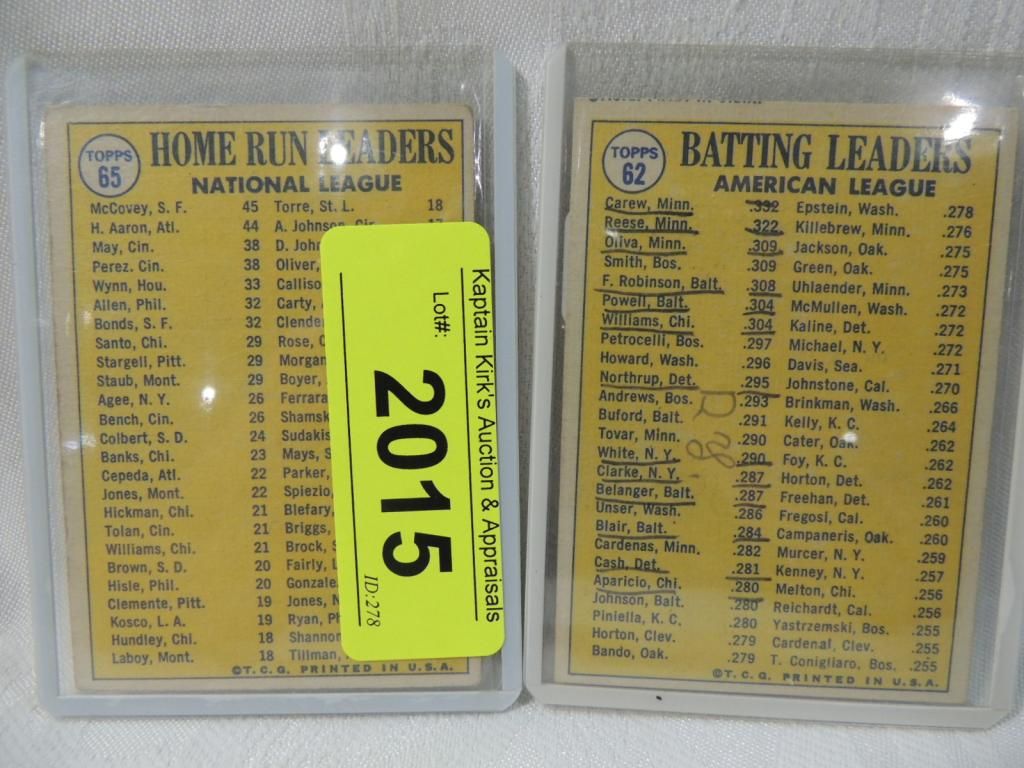 TOPPS
65
HOME RUN LEADERS
NATIONAL LEAGUE
McCovey, S. F. 45
H. Aaron, Atl. 44
May, Cin. 38
Perez. Cin. 38
Wynn, Hou. 33
Allen, Phil. 32
Bonds, S. F. 32
Santo, Chi. 29
Stargell, Pitt. 29
Staub, Mont. 29
Agee, N. Y. 26
Bench, Cin. 26
Colbert, S. D. 24
Banks, Chi. 23
Cepeda, Atl. 22
Jones, Mont. 22
Hickman, Chi. 21
Tolan, Cin. 21
Williams, Chi. 21
Brown, S. D. 20
Hisle, Phil. 20
Clemente, Pitt. 19
Kosco, L. A. 19
Hundley, Chi. 18
Laboy, Mont. 18
Torre, St. L. 18
A. Johnson, Cin.
D. Joh
Oliver,
Calliso
Carty,
Clende
Rose,
Morgan
Boyer,
Ferrara
Shamsk
Sudakis
Mays, S
Parker,
Spiezio,
Blefary,
Briggs,
Brock, S
Fairly, L
Gonzale
Jones, N
Ryan, Ph
Shannon
Tillman,
©T.C.G. PRINTED IN U.S.A.
Kaptain Kirk's Auction & Appraisals
Lot#:
2015
ID:278
TOPPS
62
BATTING LEADERS
AMERICAN LEAGUE
Carew, Minn. .332
Reese, Minn. .322
Oliva, Minn. .309
Smith, Bos. .309
F. Robinson, Balt. .308
Powell, Balt. .304
Williams, Chi. .304
Petrocelli, Bos. .297
Howard, Wash. .296
Northrup, Det. .295
Andrews, Bos. .293
Buford, Balt. .291
Tovar, Minn. .290
White, N. Y. .290
Clarke, N. Y. .287
Belanger, Balt. .287
Unser, Wash. .286
Blair, Balt. .284
Cardenas, Minn. .282
Cash, Det. .281
Aparicio, Chi. .280
Johnson, Balt. .280
Piniella, K. C. .280
Horton, Clev. .279
Bando, Oak. .279
Epstein, Wash. .278
Killebrew, Minn. .276
Jackson, Oak. .275
Green, Oak. .275
Uhlaender, Minn. .273
McMullen, Wash. .272
Kaline, Det. .272
Michael, N. Y. .272
Davis, Sea. .271
Johnstone, Cal. .270
Brinkman, Wash. .266
Kelly, K. C. .264
Cater, Oak. .262
Foy, K. C. .262
Horton, Det. .262
Freehan, Det. .261
Fregosi, Cal. .260
Campaneris, Oak. .260
Murcer, N. Y. .259
Kenney, N. Y. .257
Melton, Chi. .256
Reichardt, Cal. .256
Yastrzemski, Bos. .255
Cardenal, Clev. .255
T. Conigliaro, Bos. .255
©T.C.G. PRINTED IN U.S.A.